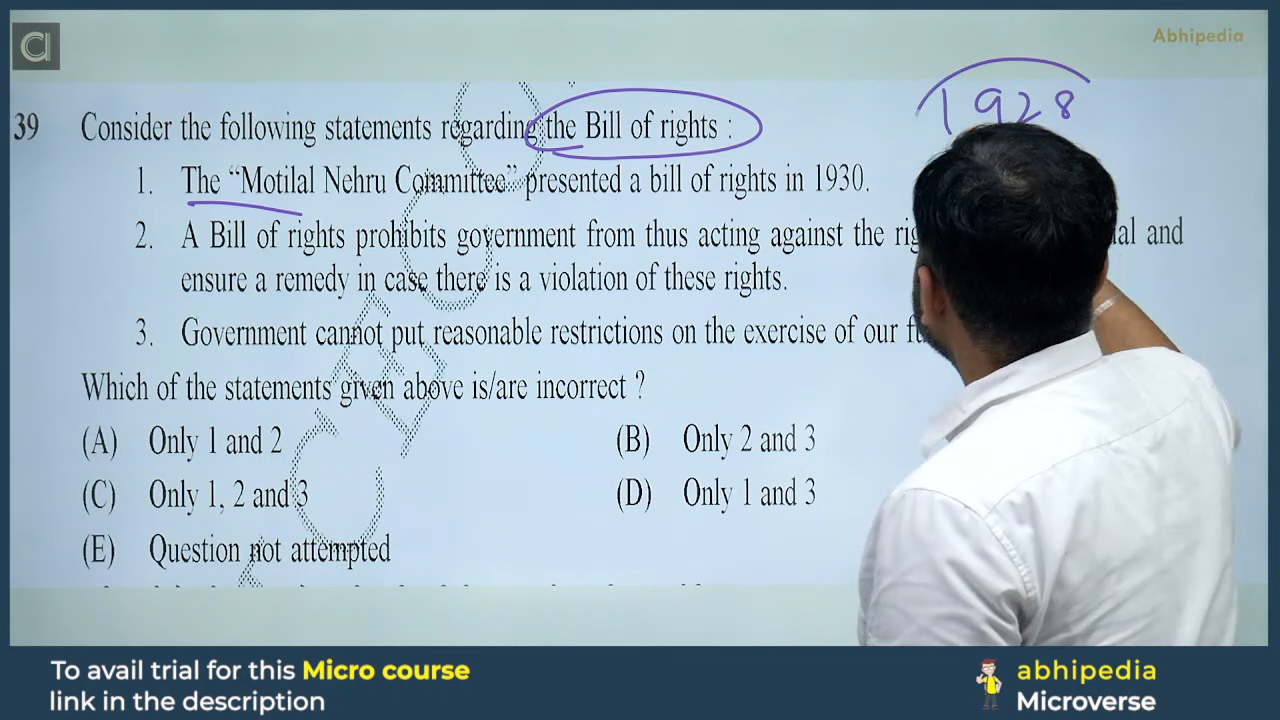 a
Abhipedia
1928
39 Consider the following statements regarding the Bill of rights :
1. The “Motilal Nehru Committee” presented a bill of rights in 1930.
2. A Bill of rights prohibits government from thus acting against the and
ensure a remedy in case there is a violation of these rights.
3. Government cannot put reasonable restrictions on the exercise of our
Which of the statements given above is/are incorrect ?
(A) Only 1 and 2 (B) Only 2 and 3
(C) Only 1, 2 and 3 (D) Only 1 and 3
(E) Question not attempted
To avail trial for this Micro course
link in the description
abhipedia
Microverse